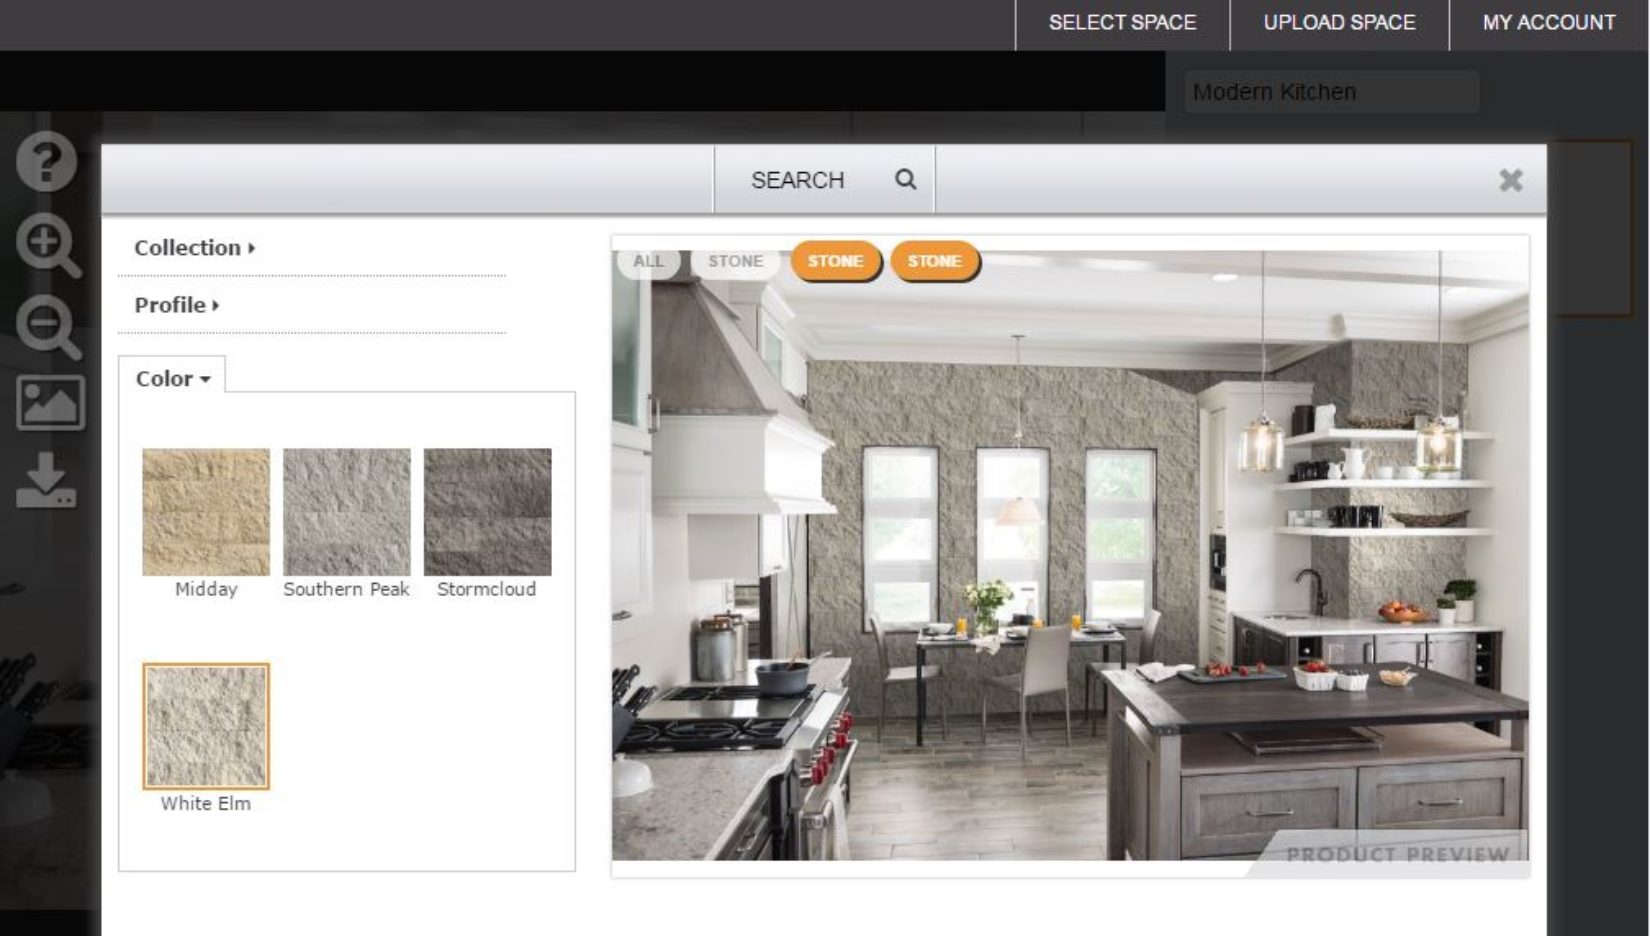 SELECT SPACE
UPLOAD SPACE
MY ACCOUNT
Modern Kitchen
SEARCH
Collection
Profile
Color
Midday
Southern Peak
Stormcloud
White Elm
ALL
STONE
STONE
STONE
PRODUCT PREVIEW